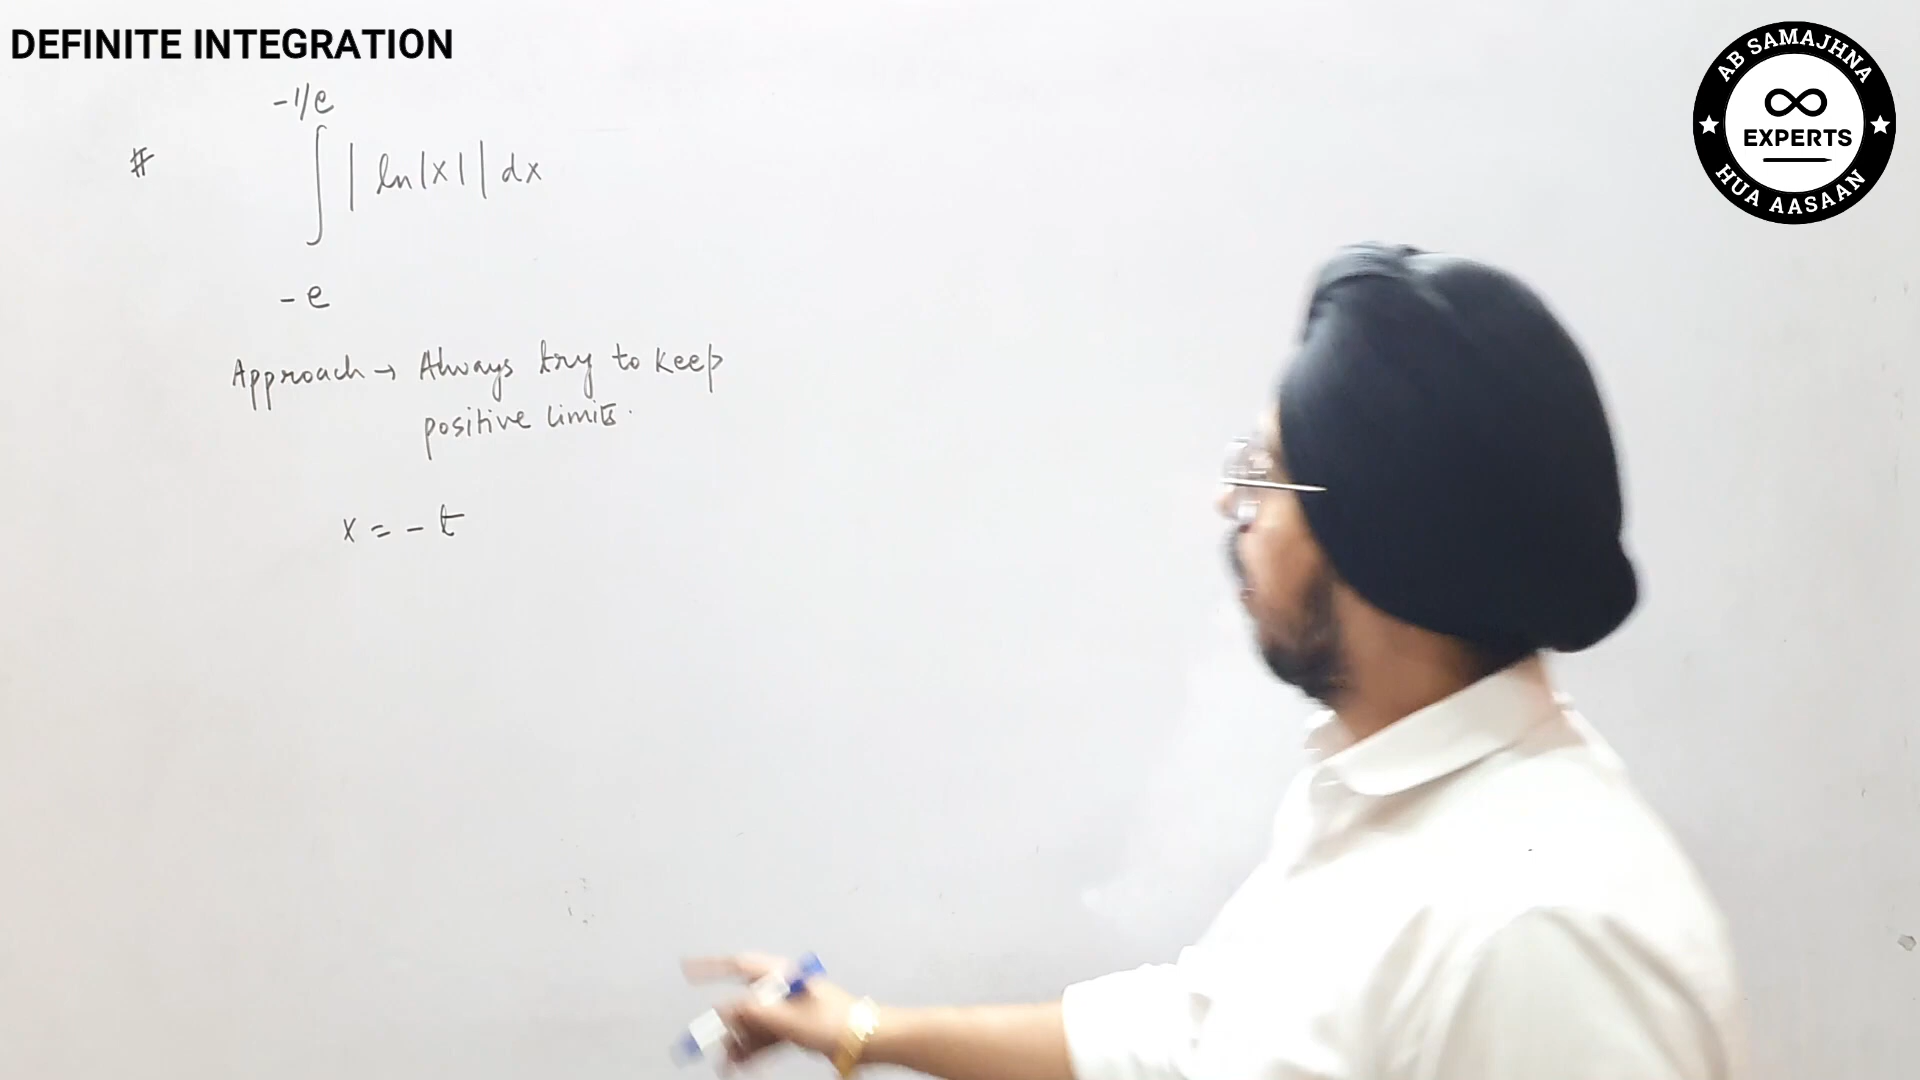 DEFINITE INTEGRATION
-1/e
# ∫ | ln|x| | dx
-e
Approach → Always try to keep
positive limits.
x = - t
AB SAMAJHNA
∞
EXPERTS
HUA AASAAN